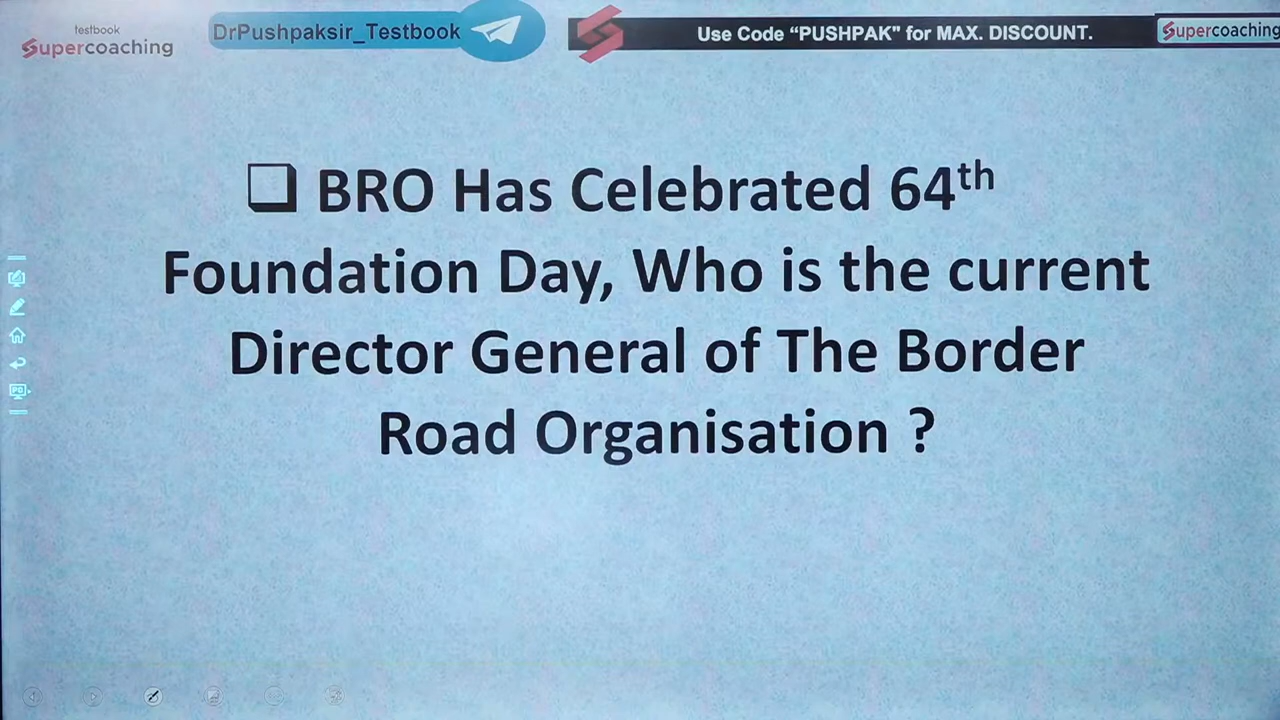 testbook
Supercoaching
DrPushpaksir_Testbook
Use Code “PUSHPAK" for MAX. DISCOUNT.
Supercoaching
❑ BRO Has Celebrated 64th
Foundation Day, Who is the current
Director General of The Border
Road Organisation ?